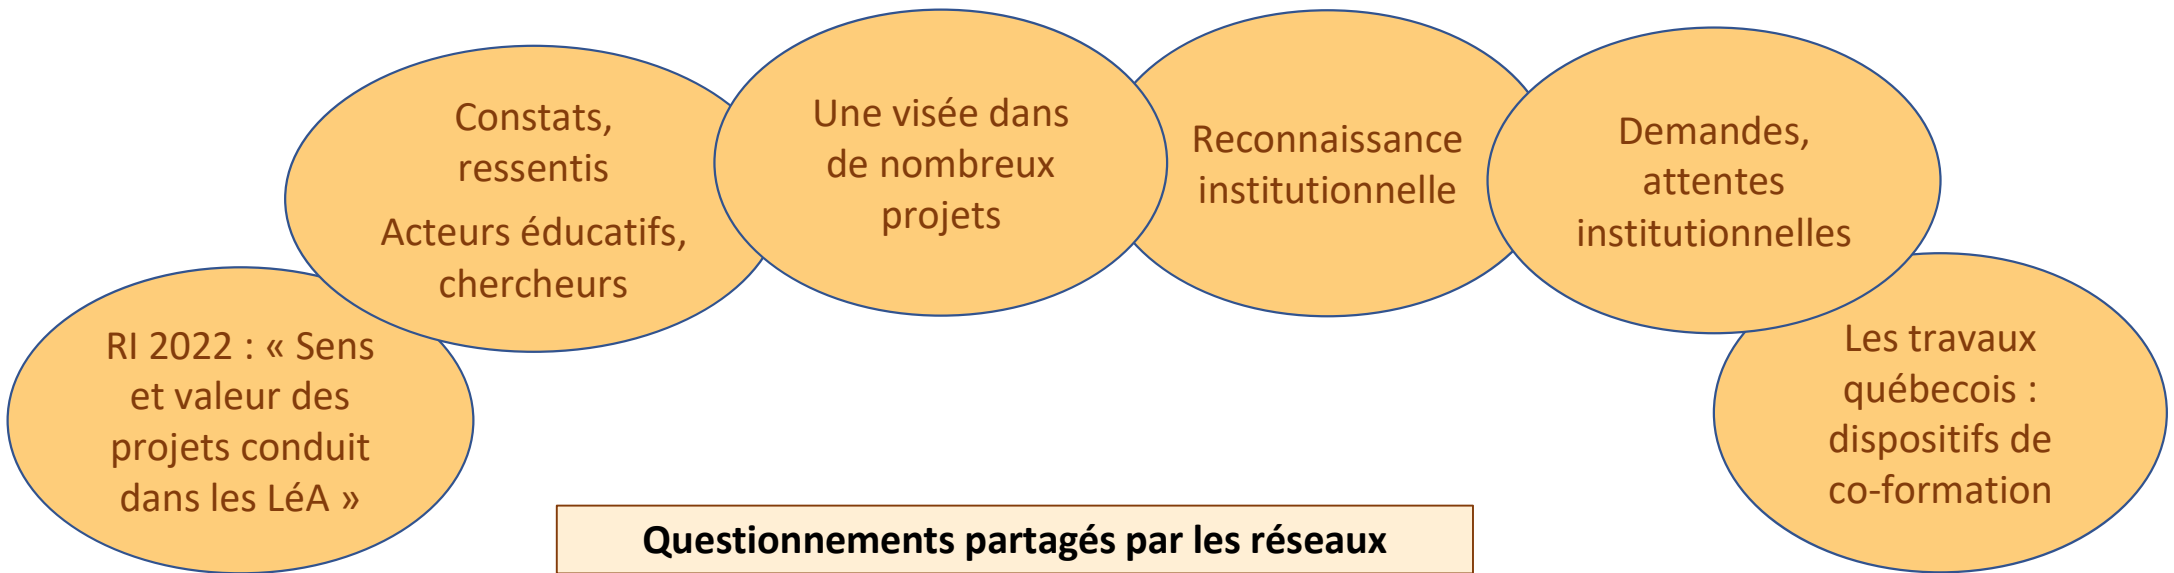 RI 2022 : « Sens
et valeur des
projets conduit
dans les LéA »
Constats,
ressentis
Acteurs éducatifs,
chercheurs
Une visée dans
de nombreux
projets
Reconnaissance
institutionnelle
Demandes,
attentes
institutionnelles
Les travaux
québecois :
dispositifs de
co-formation
Questionnements partagés par les réseaux